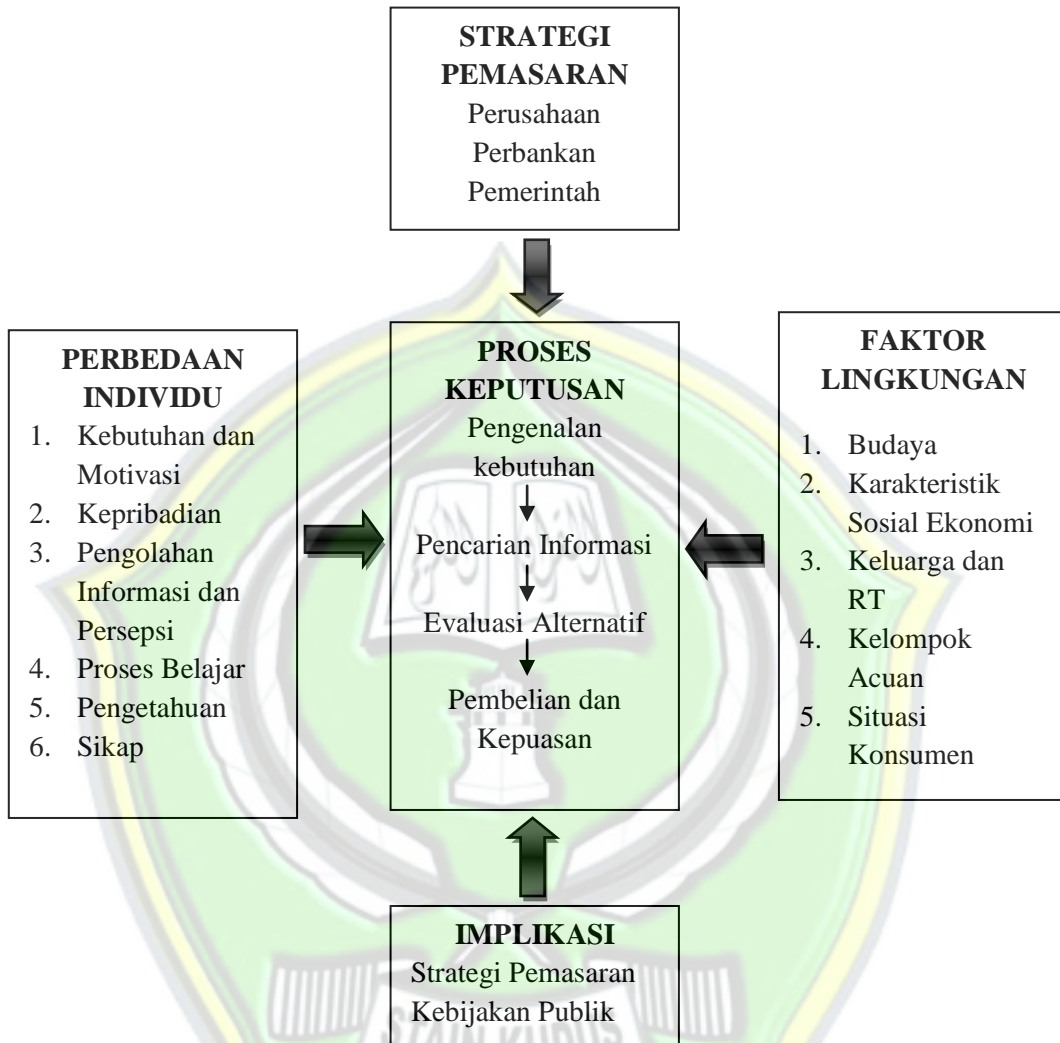 STRATEGI
PEMASARAN
Perusahaan
Perbankan
Pemerintah
PERBEDAAN
INDIVIDU
1. Kebutuhan dan
Motivasi
2. Kepribadian
3. Pengolahan
Informasi dan
Persepsi
4. Proses Belajar
5. Pengetahuan
6. Sikap
PROSES
KEPUTUSAN
Pengenalan
kebutuhan
Pencarian Informasi
Evaluasi Alternatif
Pembelian dan
Kepuasan
FAKTOR
LINGKUNGAN
1. Budaya
2. Karakteristik
Sosial Ekonomi
3. Keluarga dan
RT
4. Kelompok
Acuan
5. Situasi
Konsumen
IMPLIKASI
Strategi Pemasaran
Kebijakan Publik
STAIN KUDUS